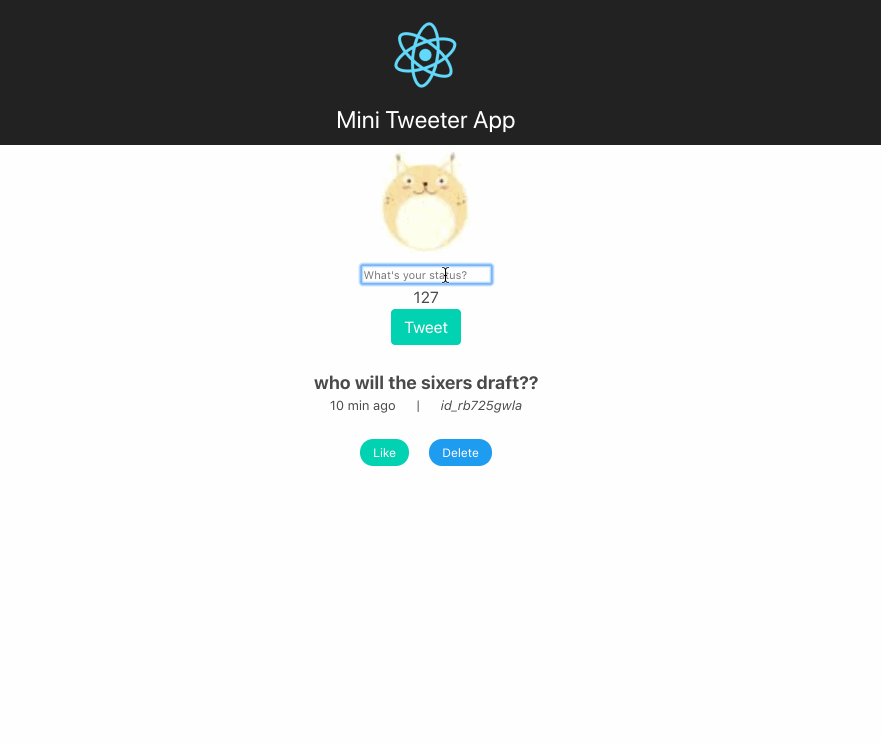 Mini Tweeter App
What's your status?
127
Tweet
who will the sixers draft??
10 min ago | id_rb725gwla
Like Delete